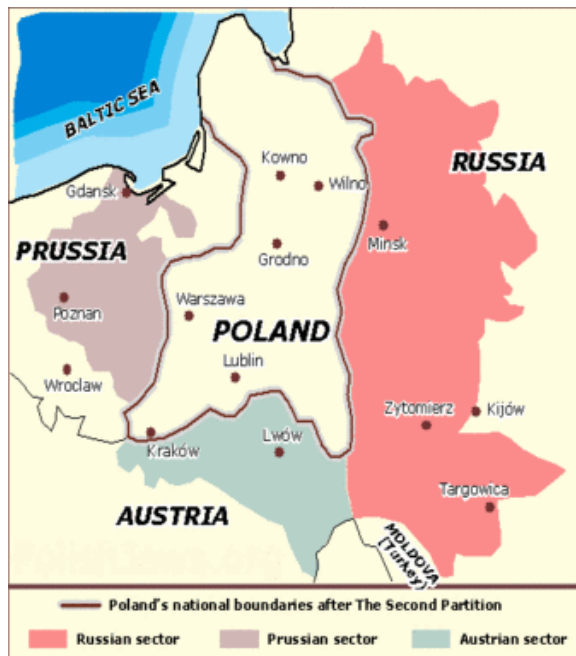 BALTIC SEA
Gdansk
Kowno
Wilno
RUSSIA
Minsk
PRUSSIA
Grodno
Poznan
Warszawa
POLAND
Lublin
Wroclaw
Kraków
Lwów
Zytomierz
Kijów
Targowica
AUSTRIA
MOLDOVA
(Turkey)
Poland's national boundaries after The Second Partition
Russian sector
Prussian sector
Austrian sector